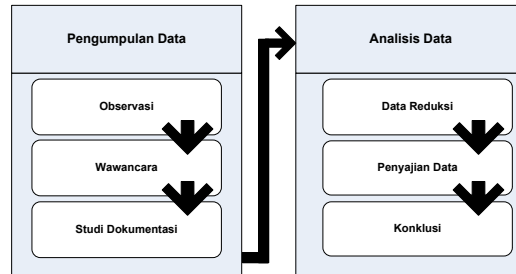 Pengumpulan Data
Observasi
Wawancara
Studi Dokumentasi
Analisis Data
Data Reduksi
Penyajian Data
Konklusi